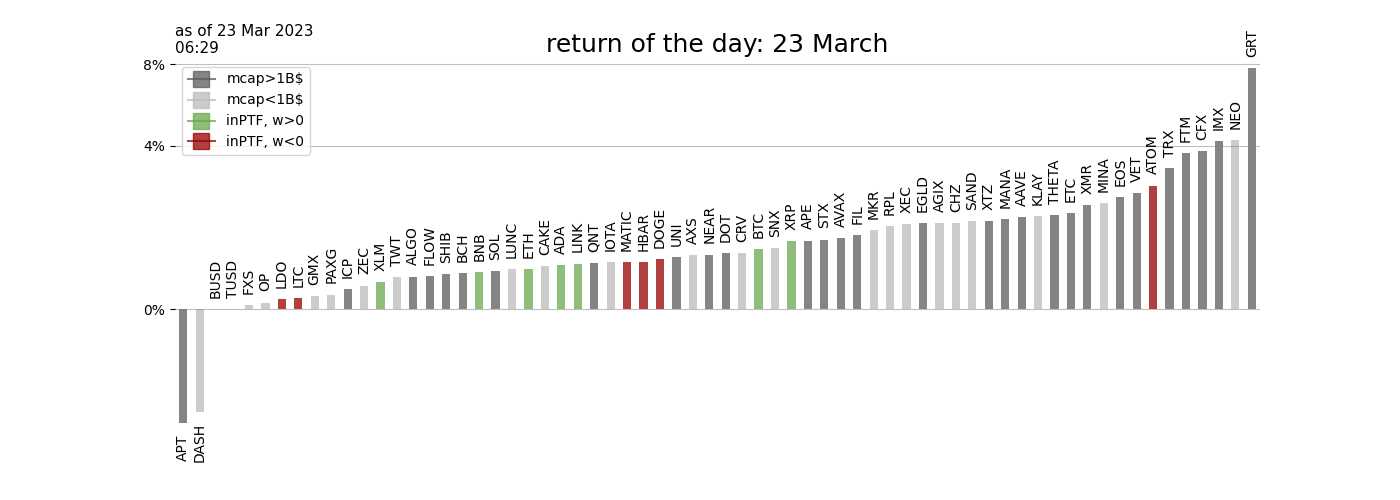 as of 23 Mar 2023
06:29
return of the day: 23 March
8%
4%
0%
mcap>1B$
mcap<1B$
inPTF, w>0
inPTF, w<0
APT
DASH
BUSD
TUSD
FXS
OP
LDO
LTC
GMX
PAXG
ICP
ZEC
XLM
TWT
ALGO
FLOW
SHIB
BCH
BNB
SOL
LUNC
ETH
CAKE
ADA
LINK
QNT
IOTA
MATIC
HBAR
DOGE
UNI
AXS
NEAR
DOT
CRV
BTC
SNX
XRP
APE
STX
AVAX
FIL
MKR
RPL
XEC
EGLD
AGIX
CHZ
SAND
XTZ
MANA
AAVE
KLAY
THETA
ETC
XMR
MINA
EOS
VET
ATOM
TRX
FTM
CFX
IMX
NEO
GRT